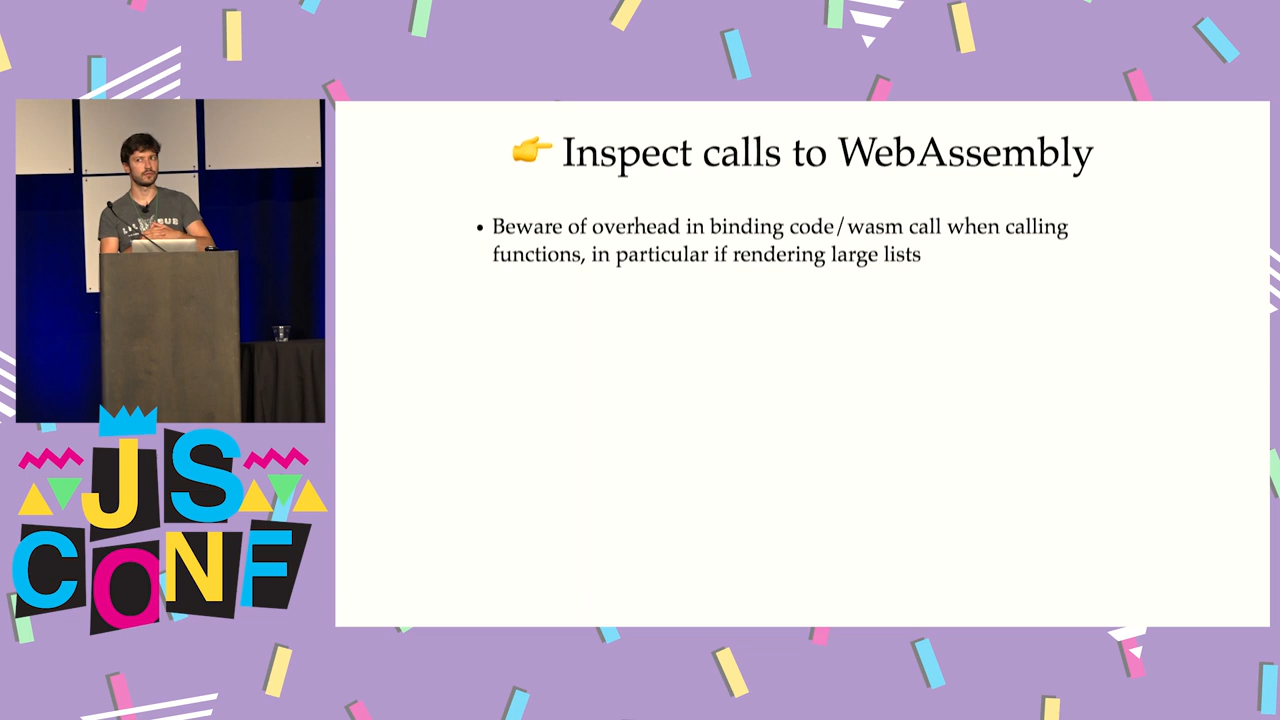 👉 Inspect calls to WebAssembly
• Beware of overhead in binding code/wasm call when calling
functions, in particular if rendering large lists
JS
CONF